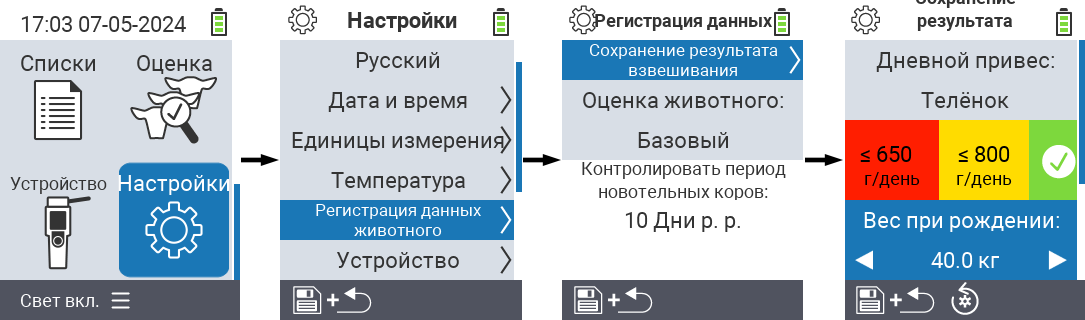 17:03 07-05-2024
Списки
Оценка
Устройство
Настройки
Свет вкл.
Настройки
Русский
Дата и время
Единицы измерения
Температура
Регистрация данных
животного
Устройство
Регистрация данных
Сохранение результата
взвешивания
Оценка животного:
Базовый
Контролировать период
новотельных коров:
10 Дни р. р.
Сохранение
результата
Дневной привес:
Телёнок
≤ 650
г/день
≤ 800
г/день
Вес при рождении:
40.0 кг